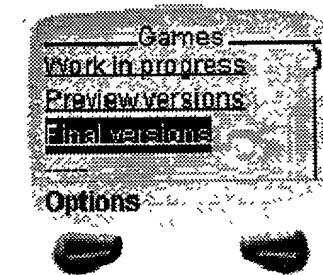 Games
Work in progress
Preview versions
Final versions
Options